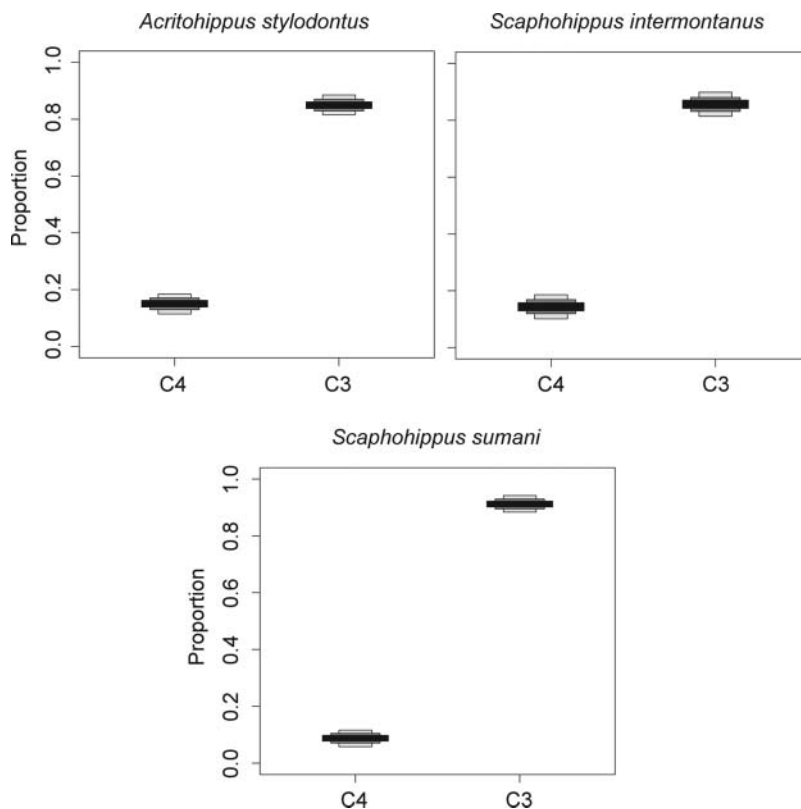 Acritohippus stylodontus
Proportion
1.0
0.8
0.6
0.4
0.2
0.0
C4 C3
Scaphohippus intermontanus
C4 C3
Scaphohippus sumani
Proportion
1.0
0.8
0.6
0.4
0.2
0.0
C4 C3